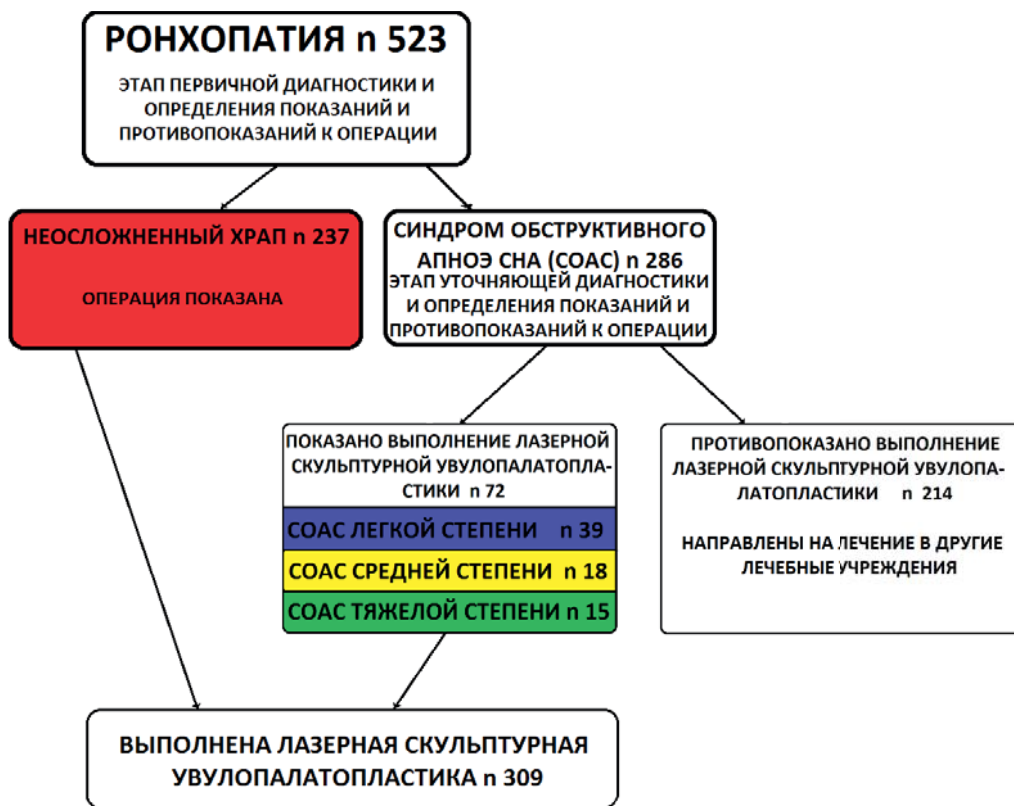 РОНХОПАТИЯ n 523
ЭТАП ПЕРВИЧНОЙ ДИАГНОСТИКИ И
ОПРЕДЕЛЕНИЯ ПОКАЗАНИЙ И
ПРОТИВОПОКАЗАНИЙ К ОПЕРАЦИИ
НЕОСЛОЖНЕННЫЙ ХРАП n 237
ОПЕРАЦИЯ ПОКАЗАНА
СИНДРОМ ОБСТРУКТИВНОГО
АПНОЭ СНА (СОАС) n 286
ЭТАП УТОЧНЯЮЩЕЙ ДИАГНОСТИКИ
И ОПРЕДЕЛЕНИЯ ПОКАЗАНИЙ И
ПРОТИВОПОКАЗАНИЙ К ОПЕРАЦИИ
ПОКАЗАНО ВЫПОЛНЕНИЕ ЛАЗЕРНОЙ
СКУЛЬПТУРНОЙ УВУЛОПАЛАТОПЛА-
СТИКИ n 72
СОАС ЛЕГКОЙ СТЕПЕНИ n 39
СОАС СРЕДНЕЙ СТЕПЕНИ n 18
СОАС ТЯЖЕЛОЙ СТЕПЕНИ n 15
ПРОТИВОПОКАЗАНО ВЫПОЛНЕНИЕ
ЛАЗЕРНОЙ СКУЛЬПТУРНОЙ УВУЛОПА-
ЛАТОПЛАСТИКИ n 214
НАПРАВЛЕНЫ НА ЛЕЧЕНИЕ В ДРУГИЕ
ЛЕЧЕБНЫЕ УЧРЕЖДЕНИЯ
ВЫПОЛНЕНА ЛАЗЕРНАЯ СКУЛЬПТУРНАЯ
УВУЛОПАЛАТОПЛАСТИКА n 309